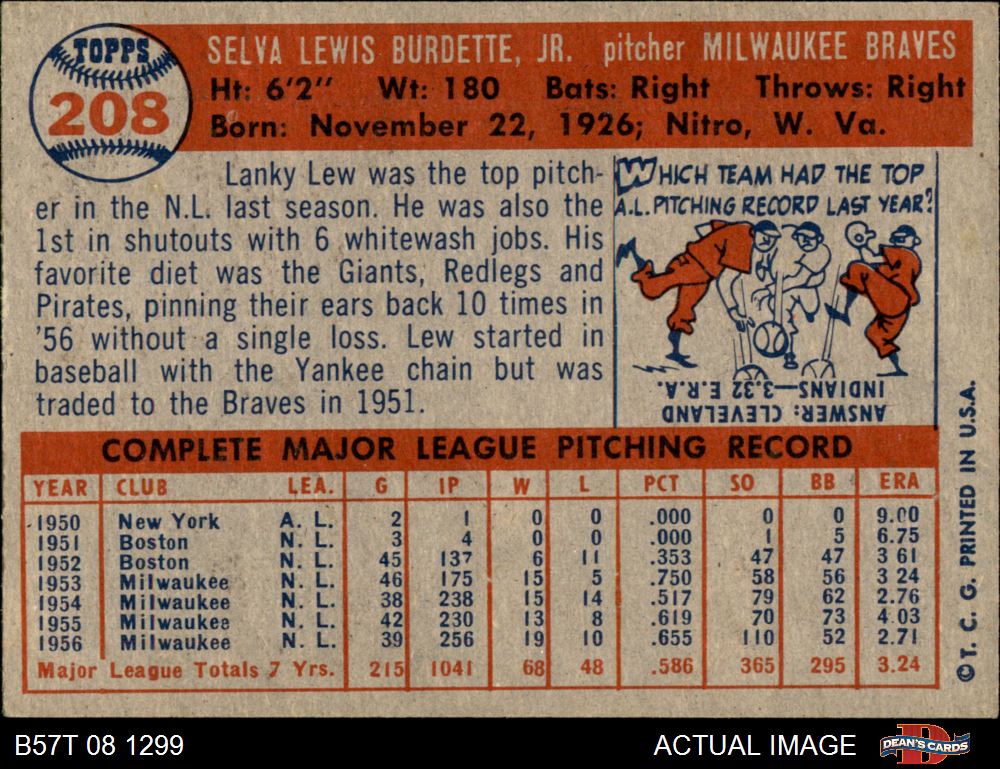 TOPPS
208
SELVA LEWIS BURDETTE, JR. pitcher MILWAUKEE BRAVES
Ht: 6'2" Wt: 180 Bats: Right Throws: Right
Born: November 22, 1926; Nitro, W. Va.
Lanky Lew was the top pitch-
er in the N.L. last season. He was also the
1st in shutouts with 6 whitewash jobs. His
favorite diet was the Giants, Redlegs and
Pirates, pinning their ears back 10 times in
'56 without a single loss. Lew started in
baseball with the Yankee chain but was
traded to the Braves in 1951.
WHICH TEAM HAD THE TOP
A.L. PITCHING RECORD LAST YEAR?
ANSWER: CLEVELAND
INDIANS—3.32 E.R.A.
COMPLETE MAJOR LEAGUE PITCHING RECORD
YEAR CLUB LEA. G IP W L PCT SO BB ERA
1950 New York A. L. 2 1 0 0 .000 0 0 9.00
1951 Boston N. L. 3 4 0 0 .000 1 5 6.75
1952 Boston N. L. 45 137 6 11 .353 47 47 3 61
1953 Milwaukee N. L. 46 175 15 5 .750 58 56 3 24
1954 Milwaukee N. L. 38 238 15 14 .517 79 62 2.76
1955 Milwaukee N. L. 42 230 13 8 .619 70 73 4.03
1956 Milwaukee N. L. 39 256 19 10 .655 110 52 2.71
Major League Totals 7 Yrs. 215 1041 68 48 .586 365 295 3.24
©T. C. G. PRINTED IN U.S.A.
B57T 08 1299
ACTUAL IMAGE
DEAN'S CARDS